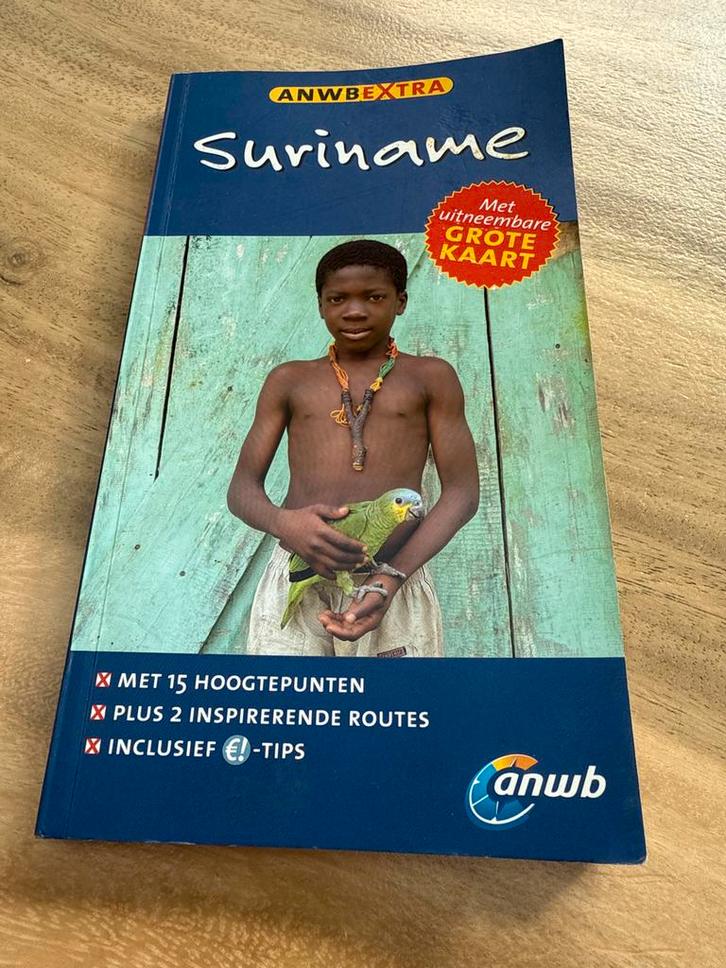 ANWBEXTRA
Suriname
Met
uitneembare
GROTE
KAART
MET 15 HOOGTEPUNTEN
PLUS 2 INSPIRERENDE ROUTES
INCLUSIEF €!-TIPS
anwb